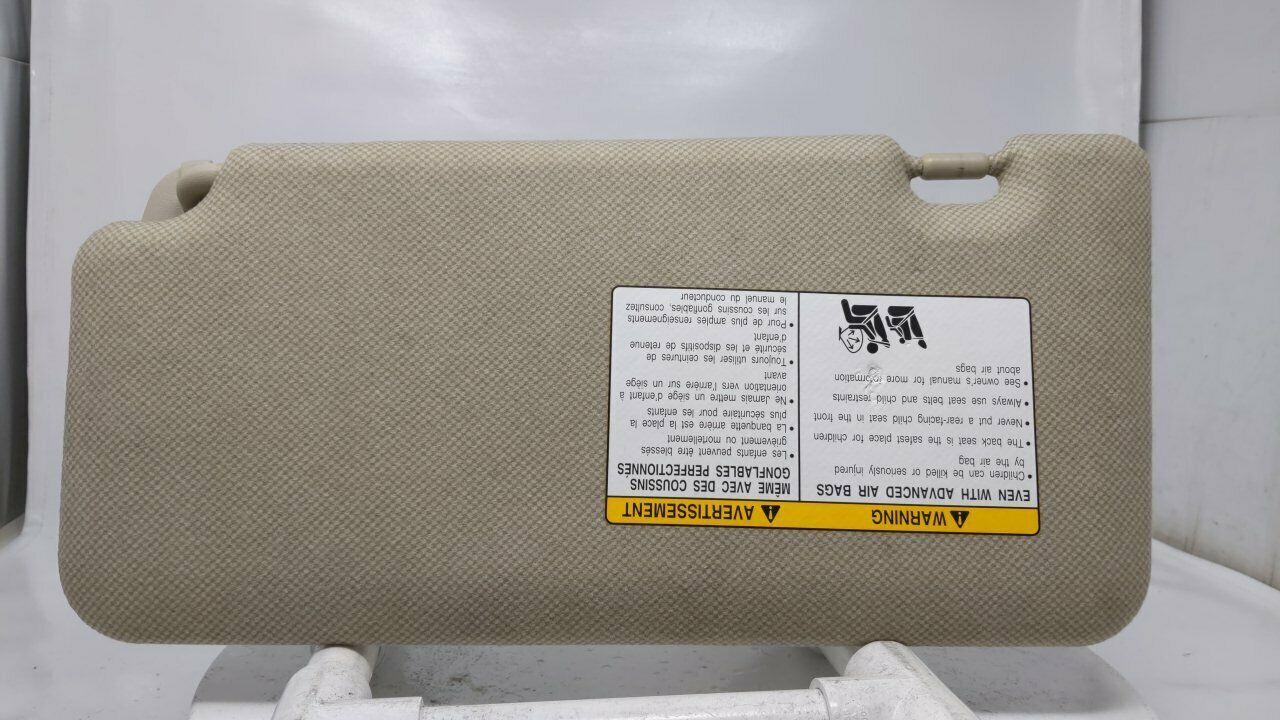 WARNING
EVEN WITH ADVANCED AIR BAGS
• Children can be killed or seriously injured
by the air bag
• The back seat is the safest place for children
• Never put a rear-facing child seat in the front
• Always use seat belts and child restraints
• See owner's manual for more information
about air bags
AVERTISSEMENT
MÊME AVEC DES COUSSINS
GONFLABLES PERFECTIONNÉS
• Les enfants peuvent être blessés
grièvement ou mortellement
• La banquette arrière est la place la
plus sécuritaire pour les enfants
• Ne Jamais mettre un siège d'enfant à
orientation vers l'arrière sur un siège
avant
• Toujours utiliser les ceintures de
sécurité et les dispositifs de retenue
d'entant
• Pour de plus amples renseignements
sur les coussins gonflables, consultez
le manuel du conducteur